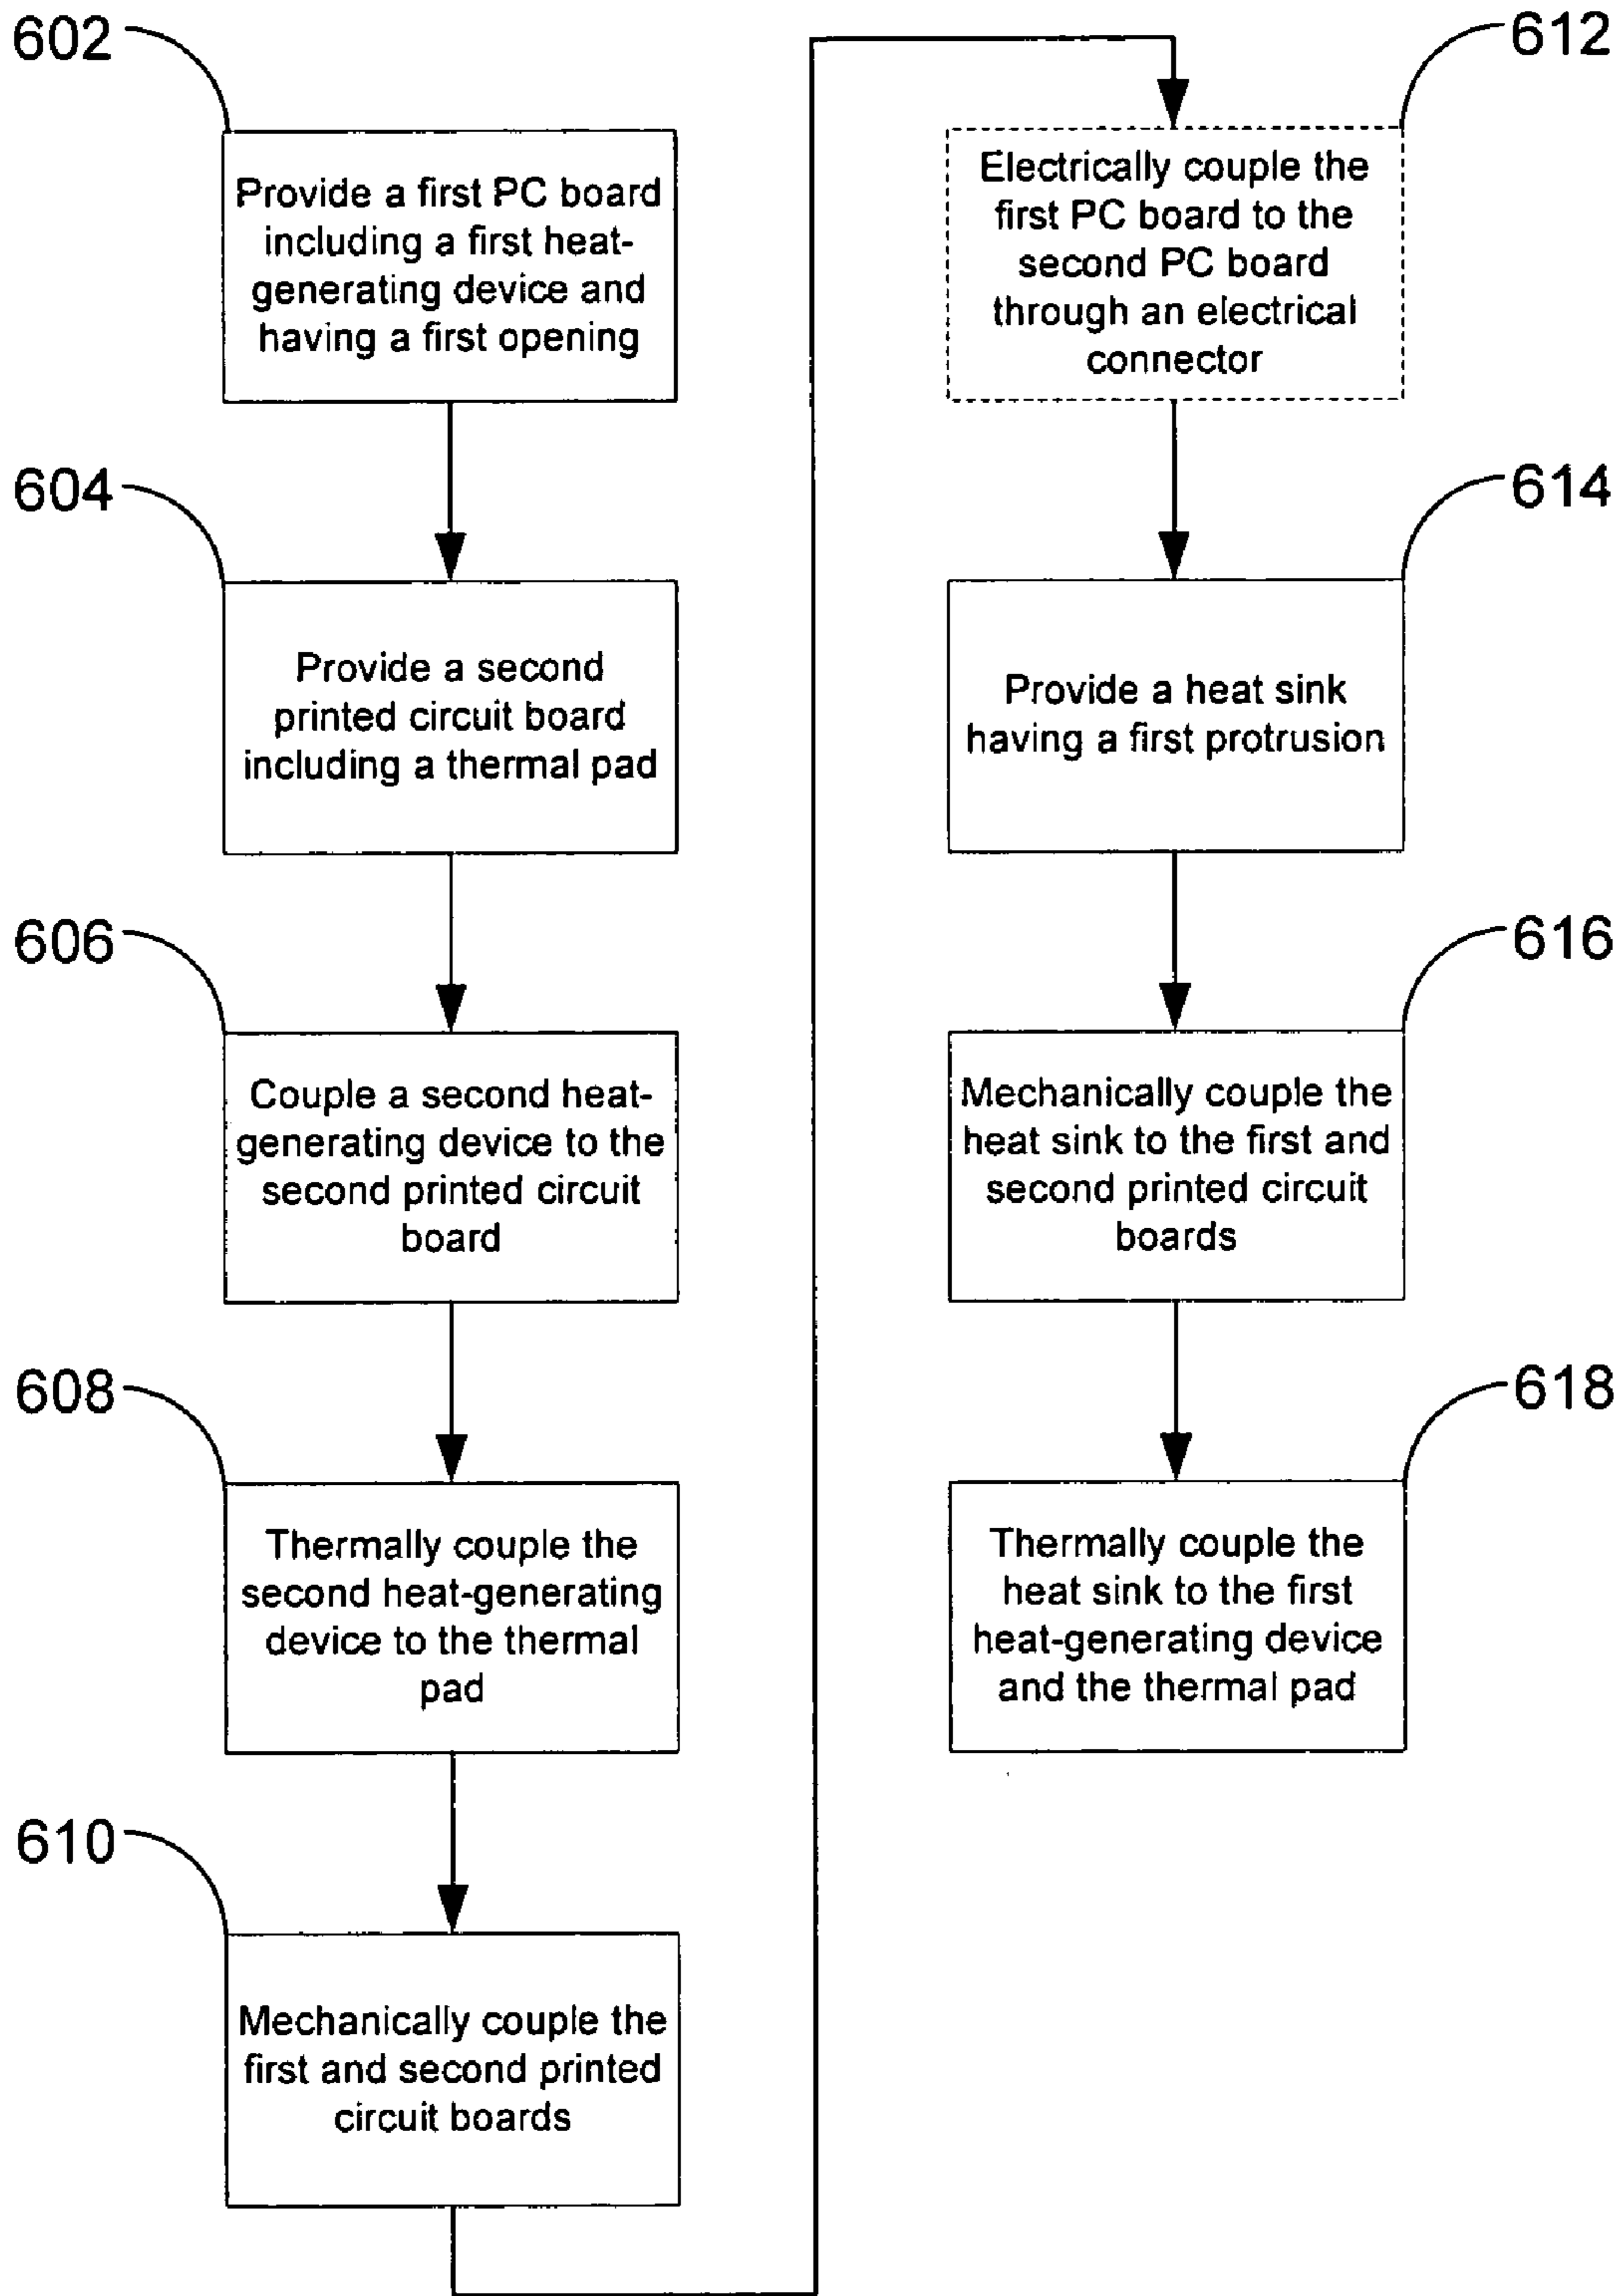 602
Provide a first PC board
including a first heat-
generating device and
having a first opening
604
Provide a second
printed circuit board
including a thermal pad
606
Couple a second heat-
generating device to the
second printed circuit
board
608
Thermally couple the
second heat-generating
device to the thermal
pad
610
Mechanically couple the
first and second printed
circuit boards
612
Electrically couple the
first PC board to the
second PC board
through an electrical
connector
614
Provide a heat sink
having a first protrusion
616
Mechanically couple the
heat sink to the first and
second printed circuit
boards
618
Thermally couple the
heat sink to the first
heat-generating device
and the thermal pad